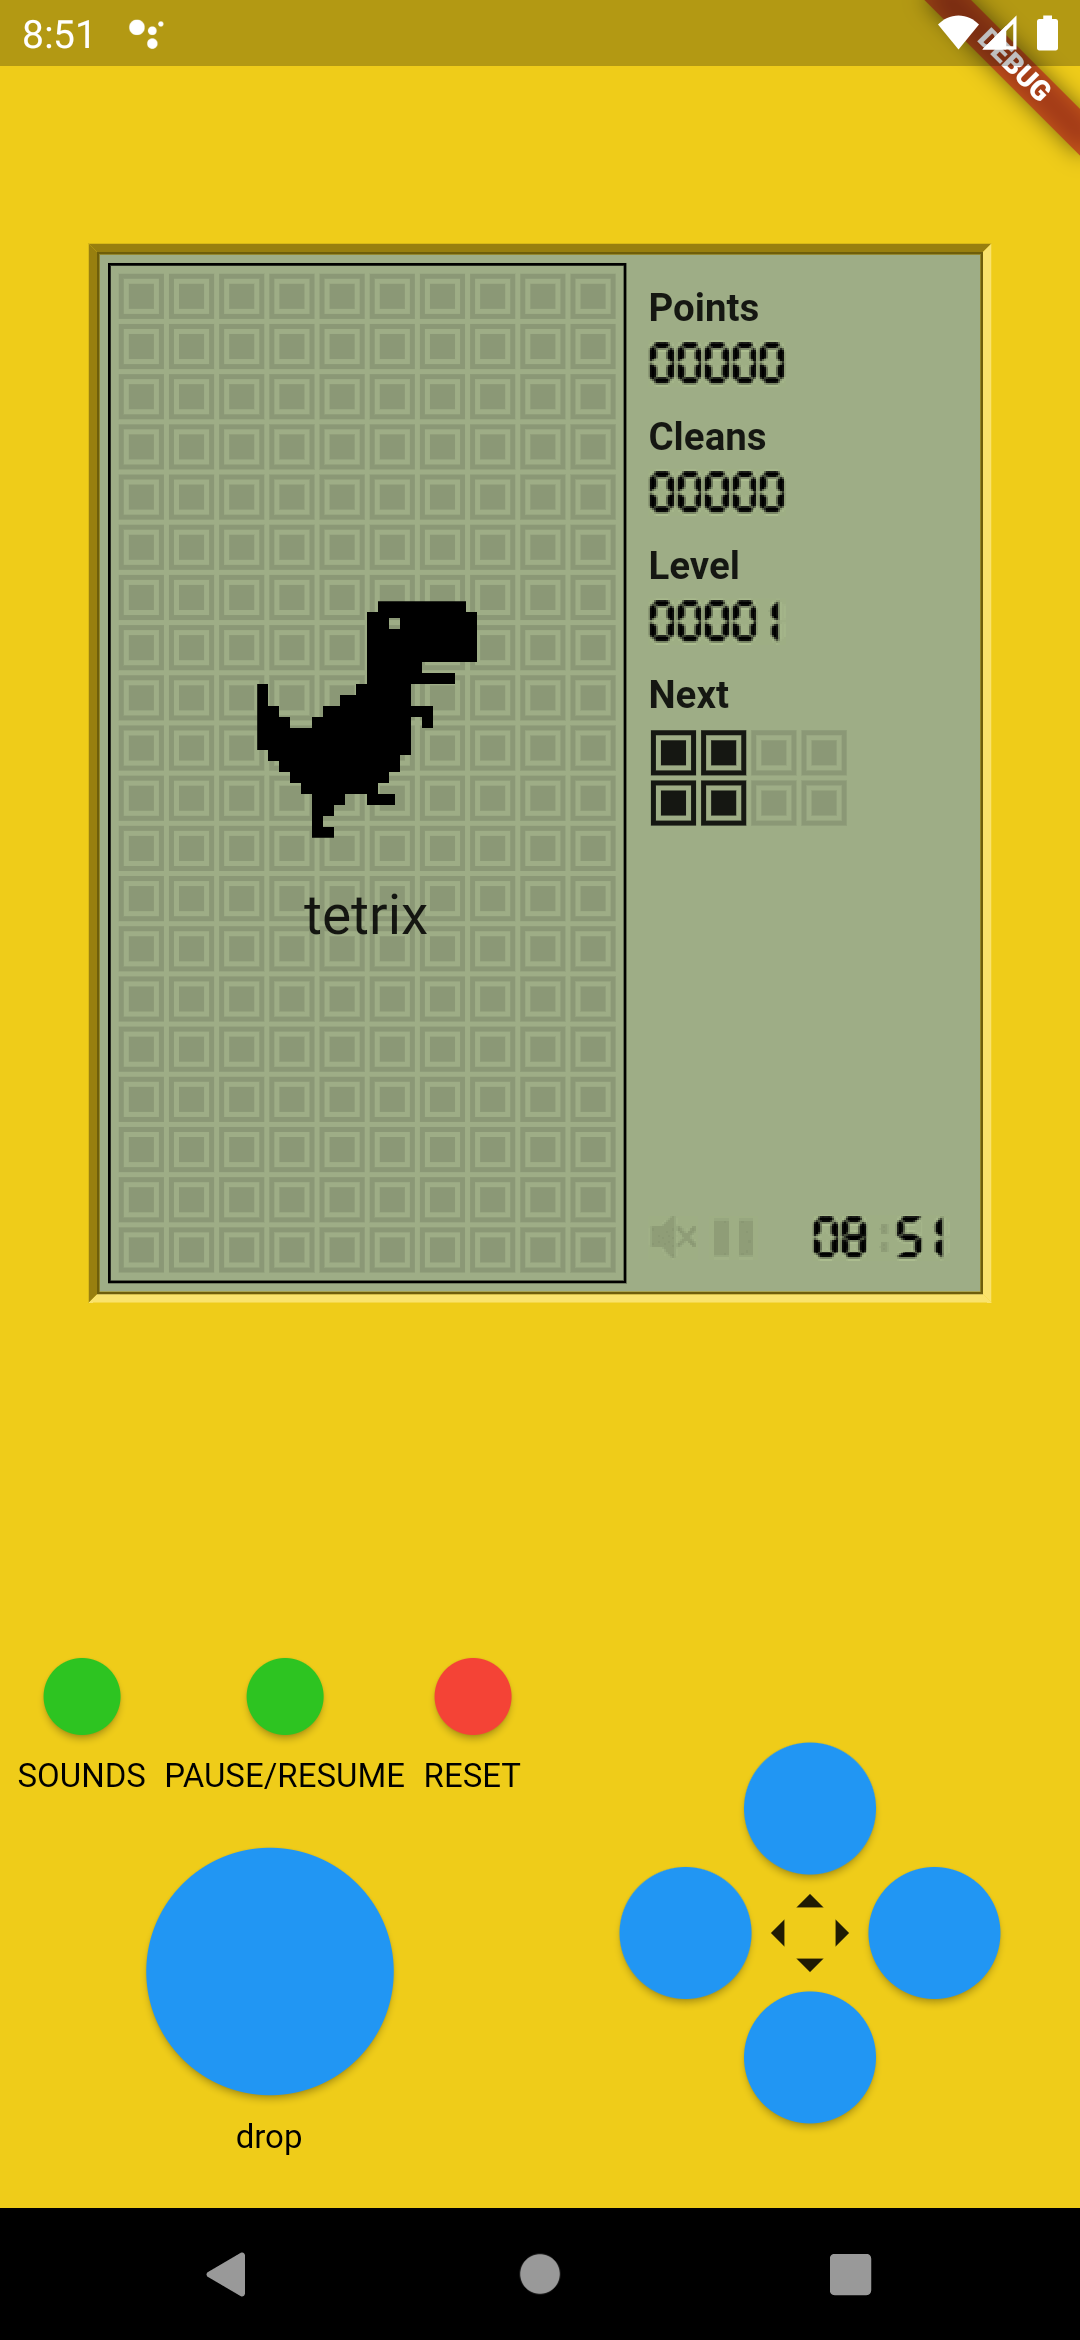 8:51
DEBUG
Points
00000
Cleans
00000
Level
00001
Next
tetrix
08:51
SOUNDS PAUSE/RESUME RESET
drop